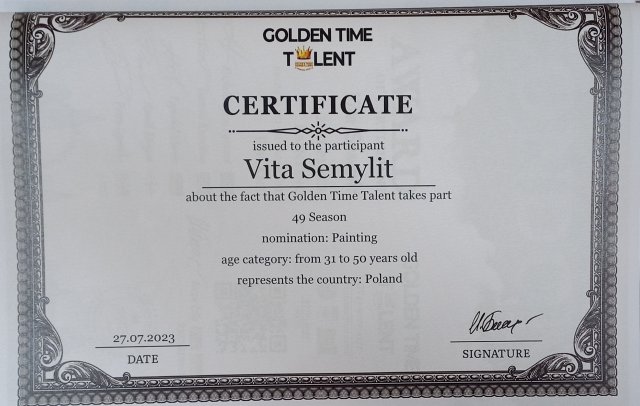 GOLDEN TIME
TALENT
CERTIFICATE
issued to the participant
Vita Semylit
about the fact that Golden Time Talent takes part
49 Season
nomination: Painting
age category: from 31 to 50 years old
represents the country: Poland
27.07.2023
DATE
SIGNATURE